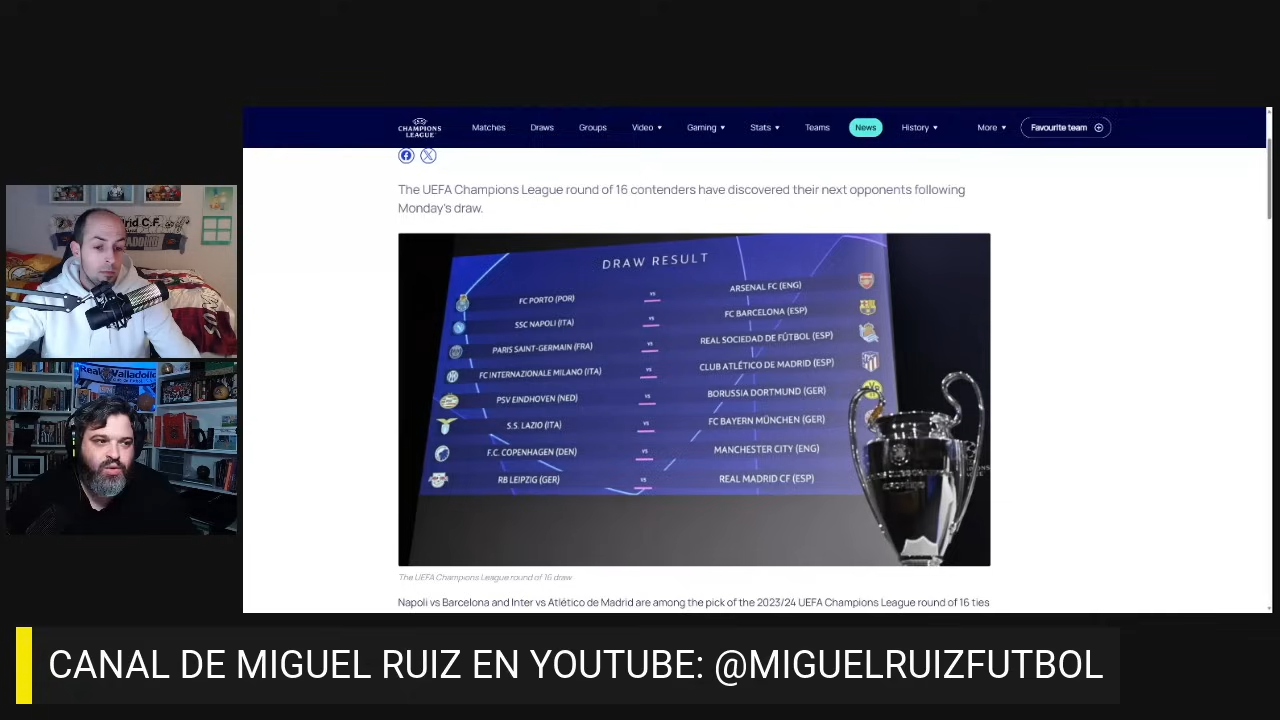 CHAMPIONS
LEAGUE
Matches
Draws
Groups
Video
Gaming
Stats
Teams
News
History
More
Favourite team
The UEFA Champions League round of 16 contenders have discovered their next opponents following
Monday's draw.
DRAW RESULT
FC PORTO (POR) VS ARSENAL FC (ENG)
SSC NAPOLI (ITA) VS FC BARCELONA (ESP)
PARIS SAINT-GERMAIN (FRA) VS REAL SOCIEDAD DE FÚTBOL (ESP)
FC INTERNAZIONALE MILANO (ITA) VS CLUB ATLÉTICO DE MADRID (ESP)
PSV EINDHOVEN (NED) VS BORUSSIA DORTMUND (GER)
S.S. LAZIO (ITA) VS FC BAYERN MÜNCHEN (GER)
F.C. COPENHAGEN (DEN) VS MANCHESTER CITY (ENG)
RB LEIPZIG (GER) VS REAL MADRID CF (ESP)
The UEFA Champions League round of 16 draw
Napoli vs Barcelona and Inter vs Atlético de Madrid are among the pick of the 2023/24 UEFA Champions League round of 16 ties
Real Valladolid
CANAL DE MIGUEL RUIZ EN YOUTUBE: @MIGUELRUIZFUTBOL